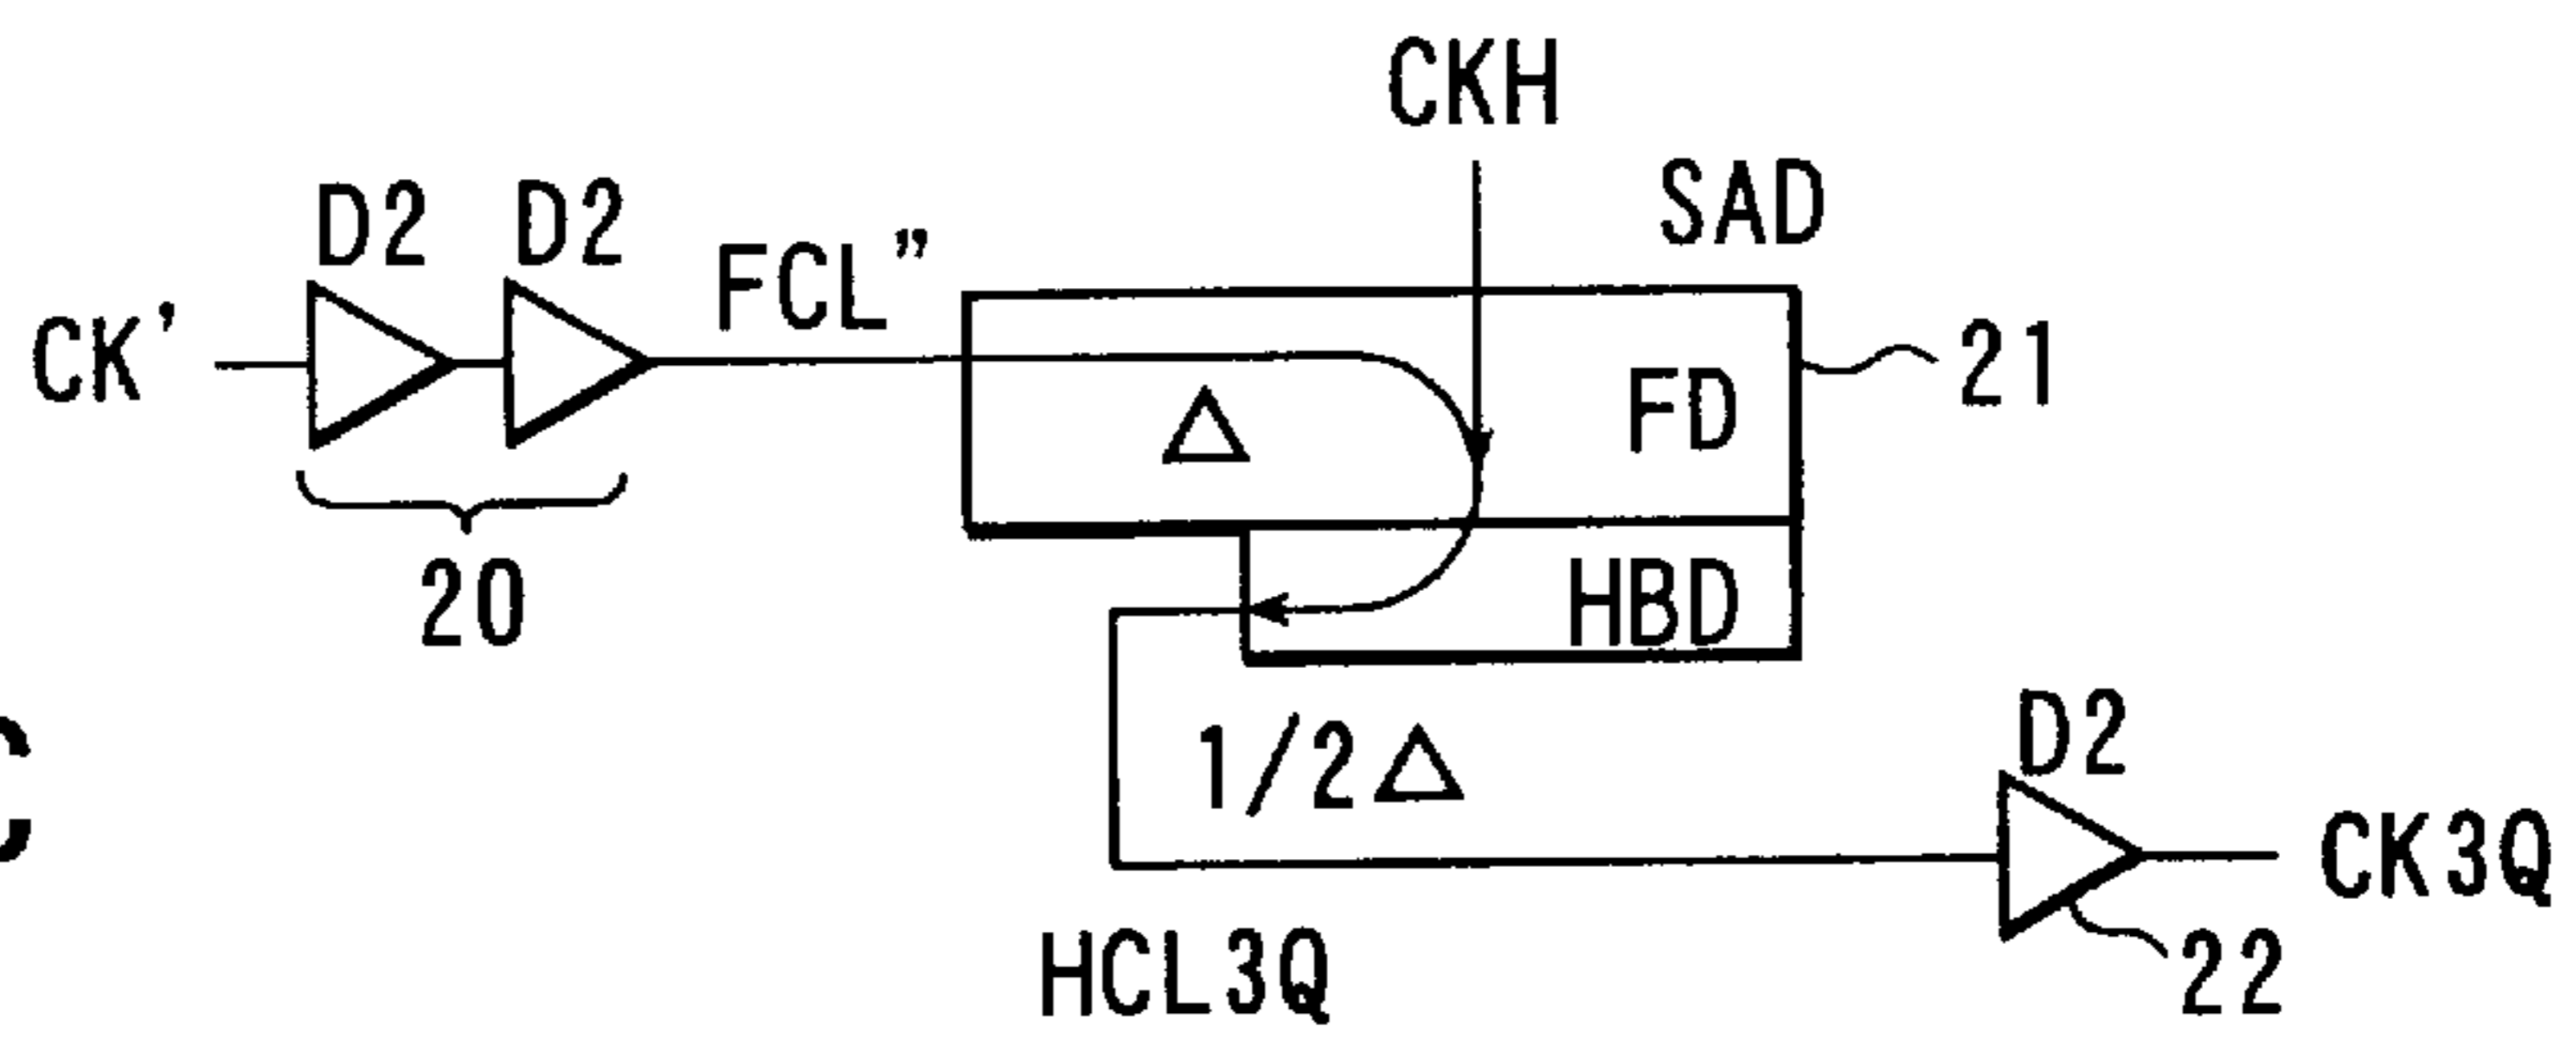 CKH
SAD
D2 D2
FCL”
CK'
21
FD
△
20
HBD
1/2△
D2
C
CK3Q
HCL3Q
22